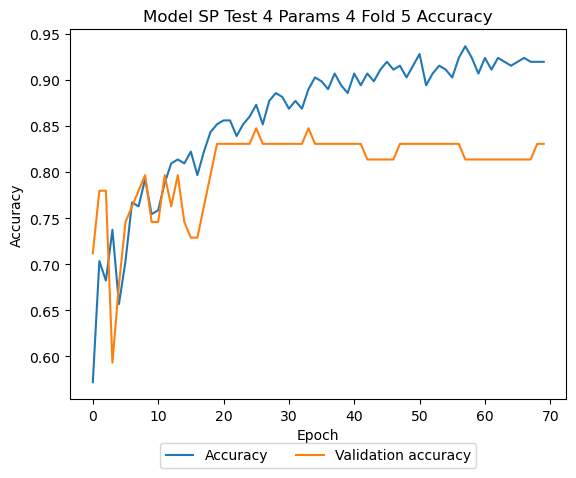 Model SP Test 4 Params 4 Fold 5 Accuracy
0.95
0.90
0.85
0.80
0.75
0.70
0.65
0.60
Accuracy
0 10 20 30 40 50 60 70
Epoch
Accuracy Validation accuracy